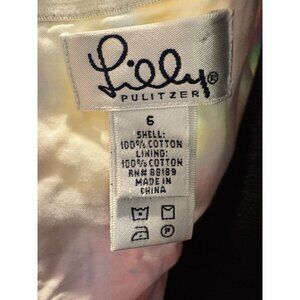 Lilly®
PULITZER
6
SHELL:
100% COTTON
LINING:
100% COTTON
RN# 88189
MADE IN
CHINA
P